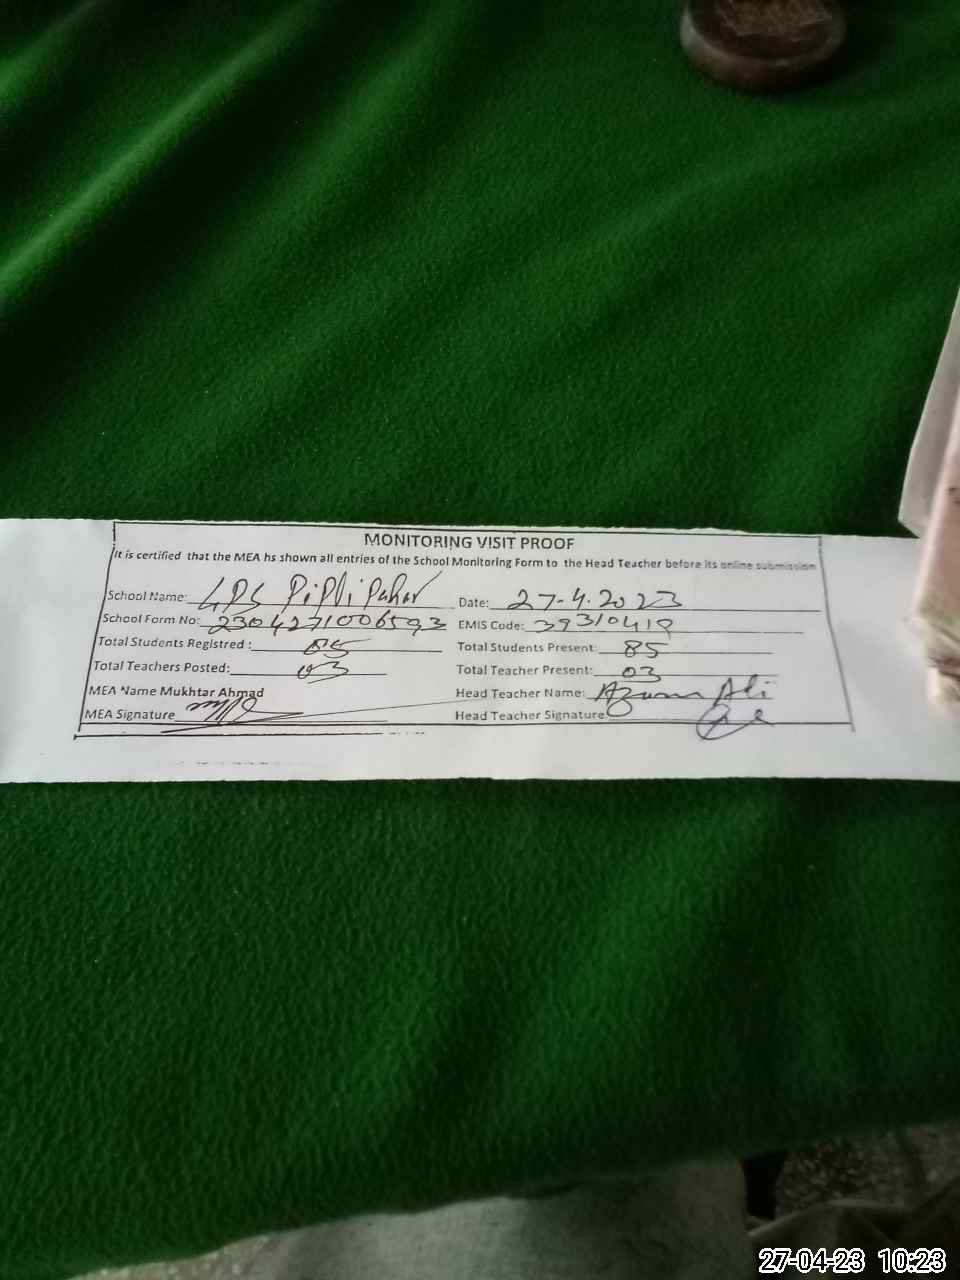 MONITORING VISIT PROOF
It is certified that the MEA hs shown all entries of the School Monitoring Form to the Head Teacher before its online submission
School Name: GPS Pipli Pahar Date: 27-4-2023
School Form No: 2304271006593 EMIS Code: 39310419
Total Students Registred : 85 Total Students Present: 85
Total Teachers Posted: 03 Total Teacher Present: 03
MEA Name Mukhtar Ahmad Head Teacher Name: Azam Ali
MEA Signature Head Teacher Signature
27-04-23 10:23